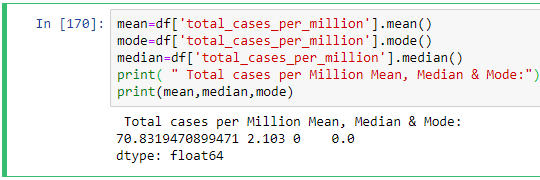 In [170]: mean=df['total_cases_per_million'].mean()
mode=df['total_cases_per_million'].mode()
median=df['total_cases_per_million'].median()
print( " Total cases per Million Mean, Median & Mode:")
print(mean,median,mode)
Total cases per Million Mean, Median & Mode:
70.8319470899471 2.103 0    0.0
dtype: float64